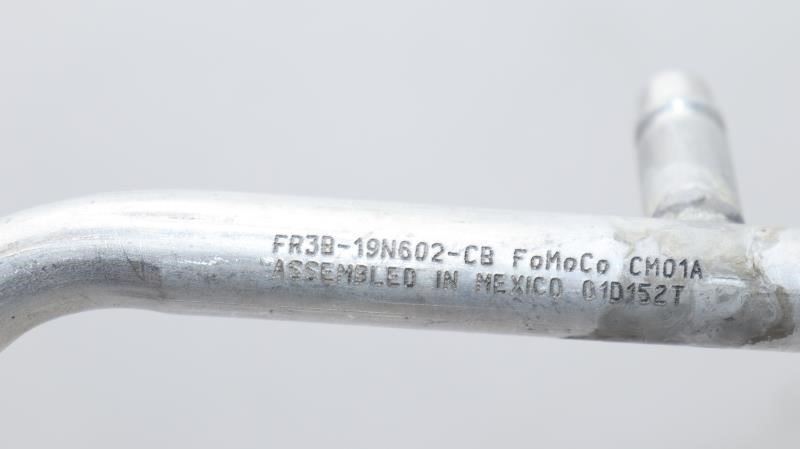 FR3B-19N602-CB FoMoCo CM01A
ASSEMBLED IN MEXICO 01D152T